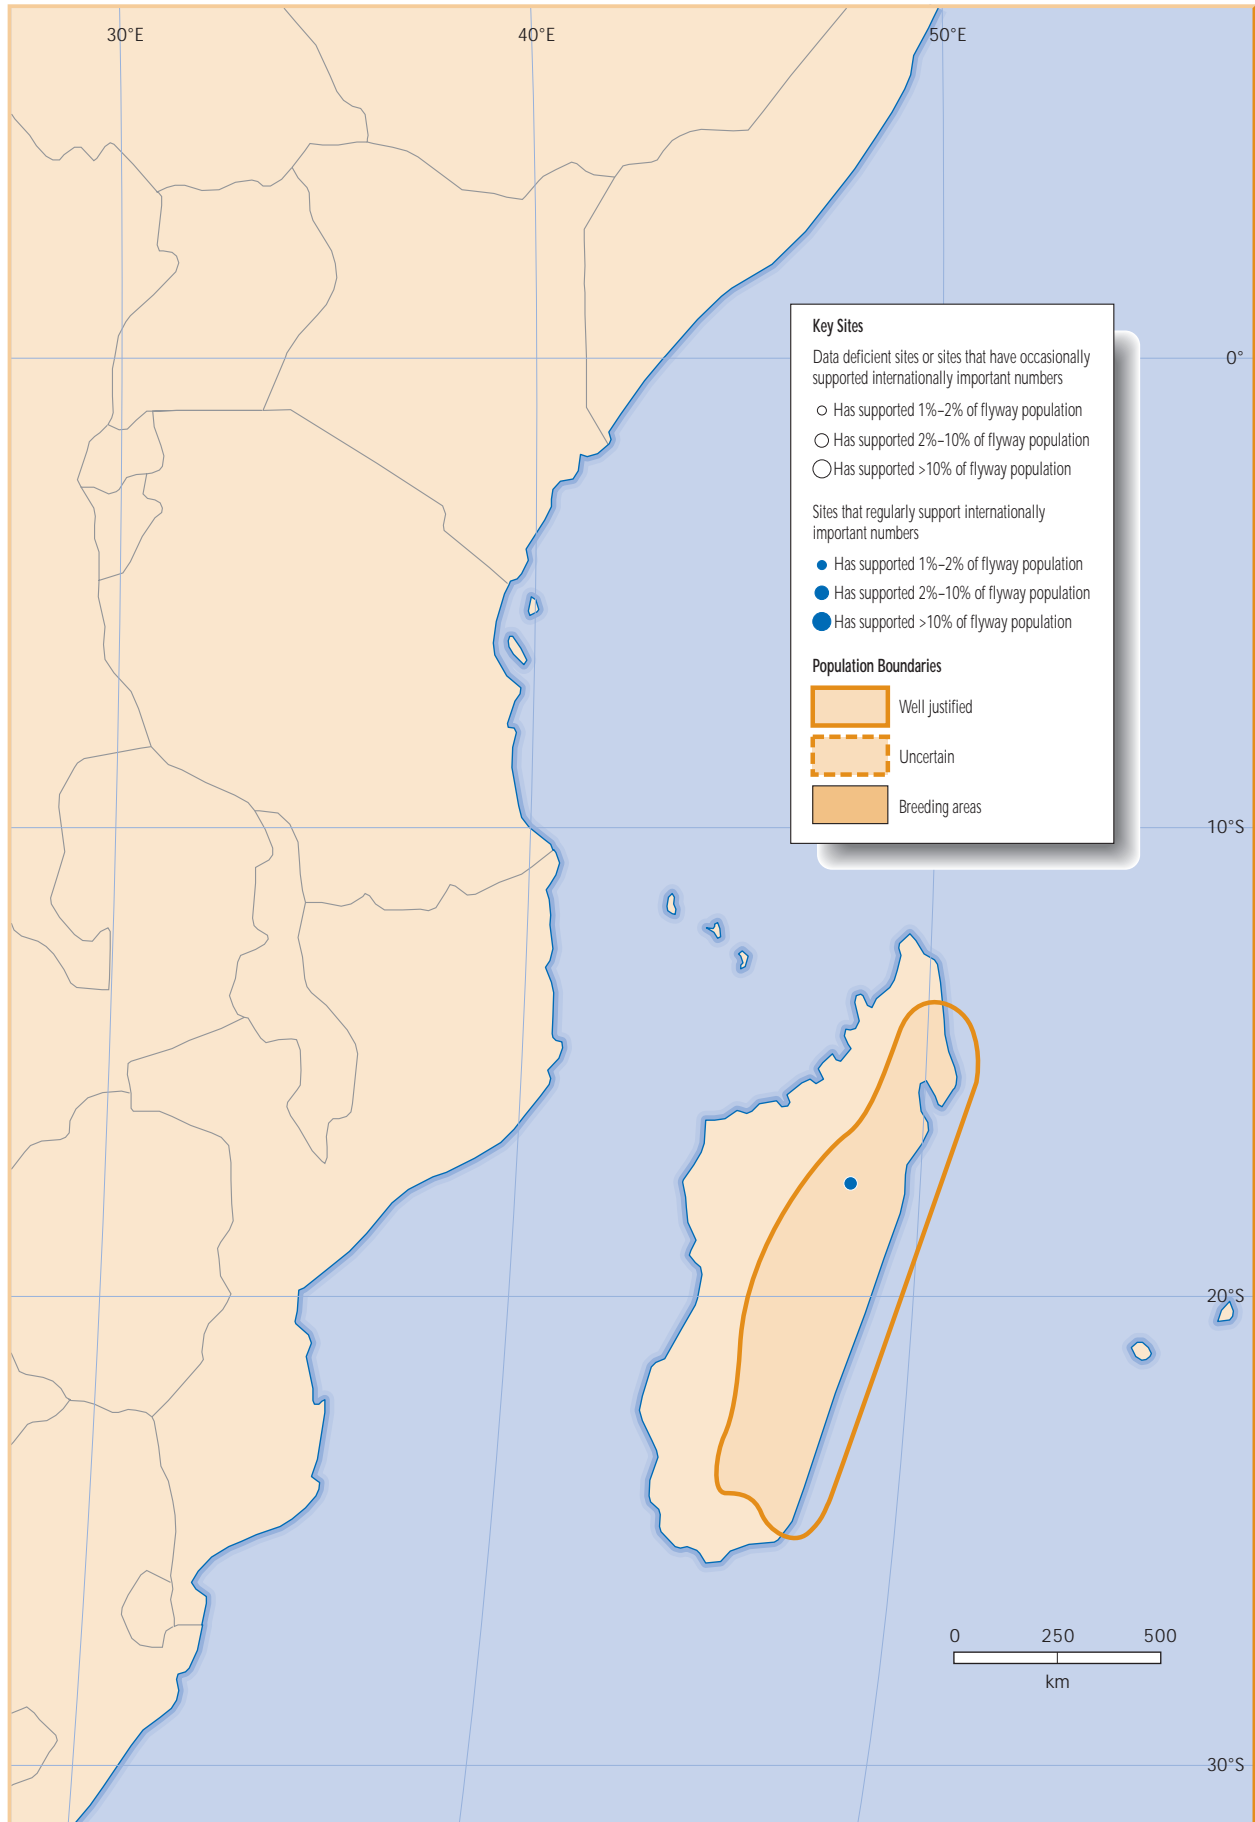 30°E
40°E
50°E
Key Sites
Data deficient sites or sites that have occasionally
supported internationally important numbers
Has supported 1%–2% of flyway population
Has supported 2%–10% of flyway population
Has supported >10% of flyway population
Sites that regularly support internationally
important numbers
Has supported 1%–2% of flyway population
Has supported 2%–10% of flyway population
Has supported >10% of flyway population
Population Boundaries
Well justified
Uncertain
Breeding areas
0°
10°S
20°S
0 250 500
km
30°S